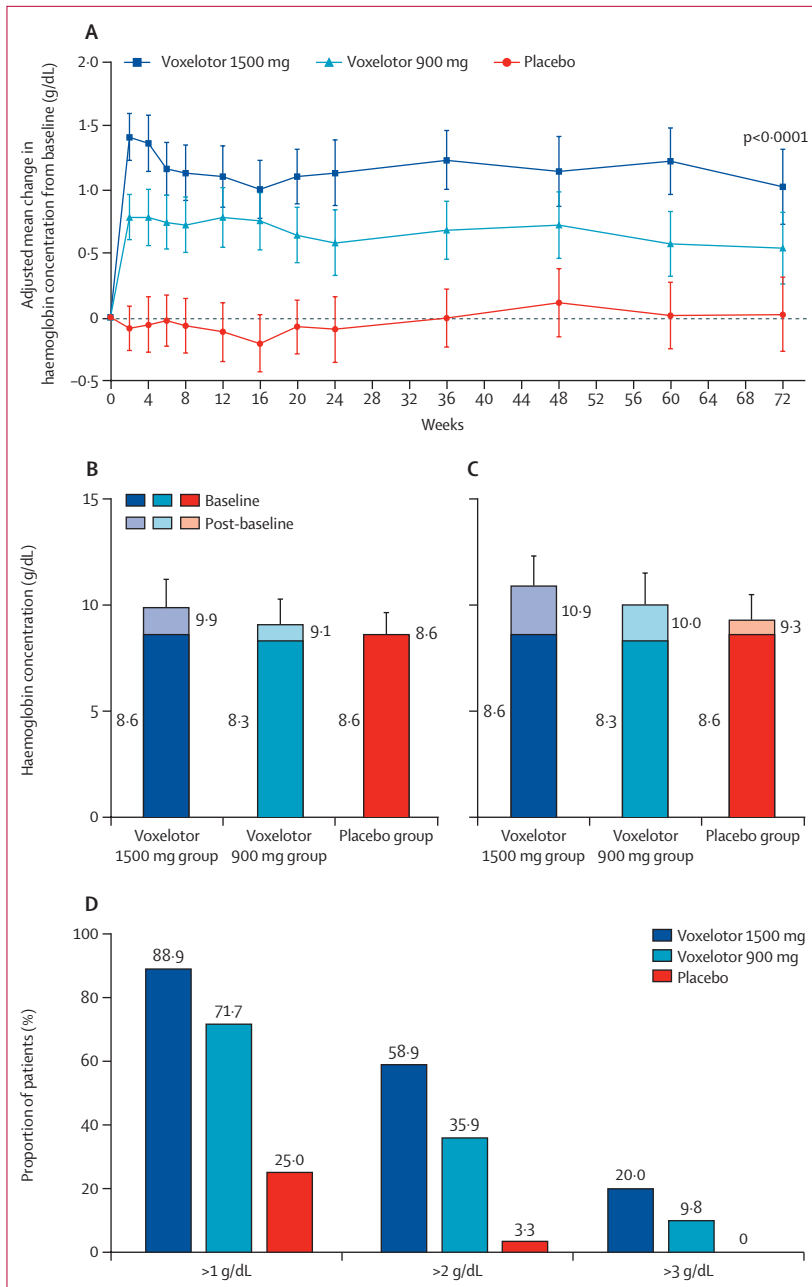 A
Voxelotor 1500 mg Voxelotor 900 mg Placebo
Adjusted mean change in
haemoglobin concentration from baseline (g/dL)
2·0
1·5
1·0
0·5
0
–0·5
p<0·0001
0 4 8 12 16 20 24 28 32 36 40 44 48 52 56 60 64 68 72
Weeks
B
Haemoglobin concentration (g/dL)
15
10
5
0
Baseline
Post-baseline
9·9
9·1
8·6
8·6
8·3
8·6
Voxelotor
1500 mg group
Voxelotor
900 mg group
Placebo group
C
10·9
10·0
9·3
8·6
8·3
8·6
Voxelotor
1500 mg group
Voxelotor
900 mg group
Placebo group
D
Proportion of patients (%)
100
80
60
40
20
0
Voxelotor 1500 mg
Voxelotor 900 mg
Placebo
88·9
71·7
25·0
58·9
35·9
3·3
20·0
9·8
0
>1 g/dL
>2 g/dL
>3 g/dL